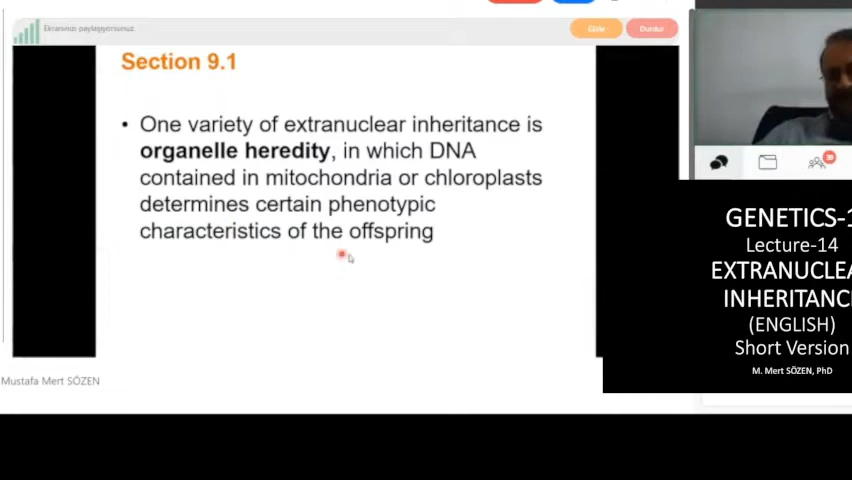 Ekranınızı paylaşıyorsunuz.
Durdur
Section 9.1
• One variety of extranuclear inheritance is
organelle heredity, in which DNA
contained in mitochondria or chloroplasts
determines certain phenotypic
characteristics of the offspring
Mustafa Mert SÖZEN
GENETICS-1
Lecture-14
EXTRANUCLEA
INHERITANC
(ENGLISH)
Short Version
M. Mert SÖZEN, PhD